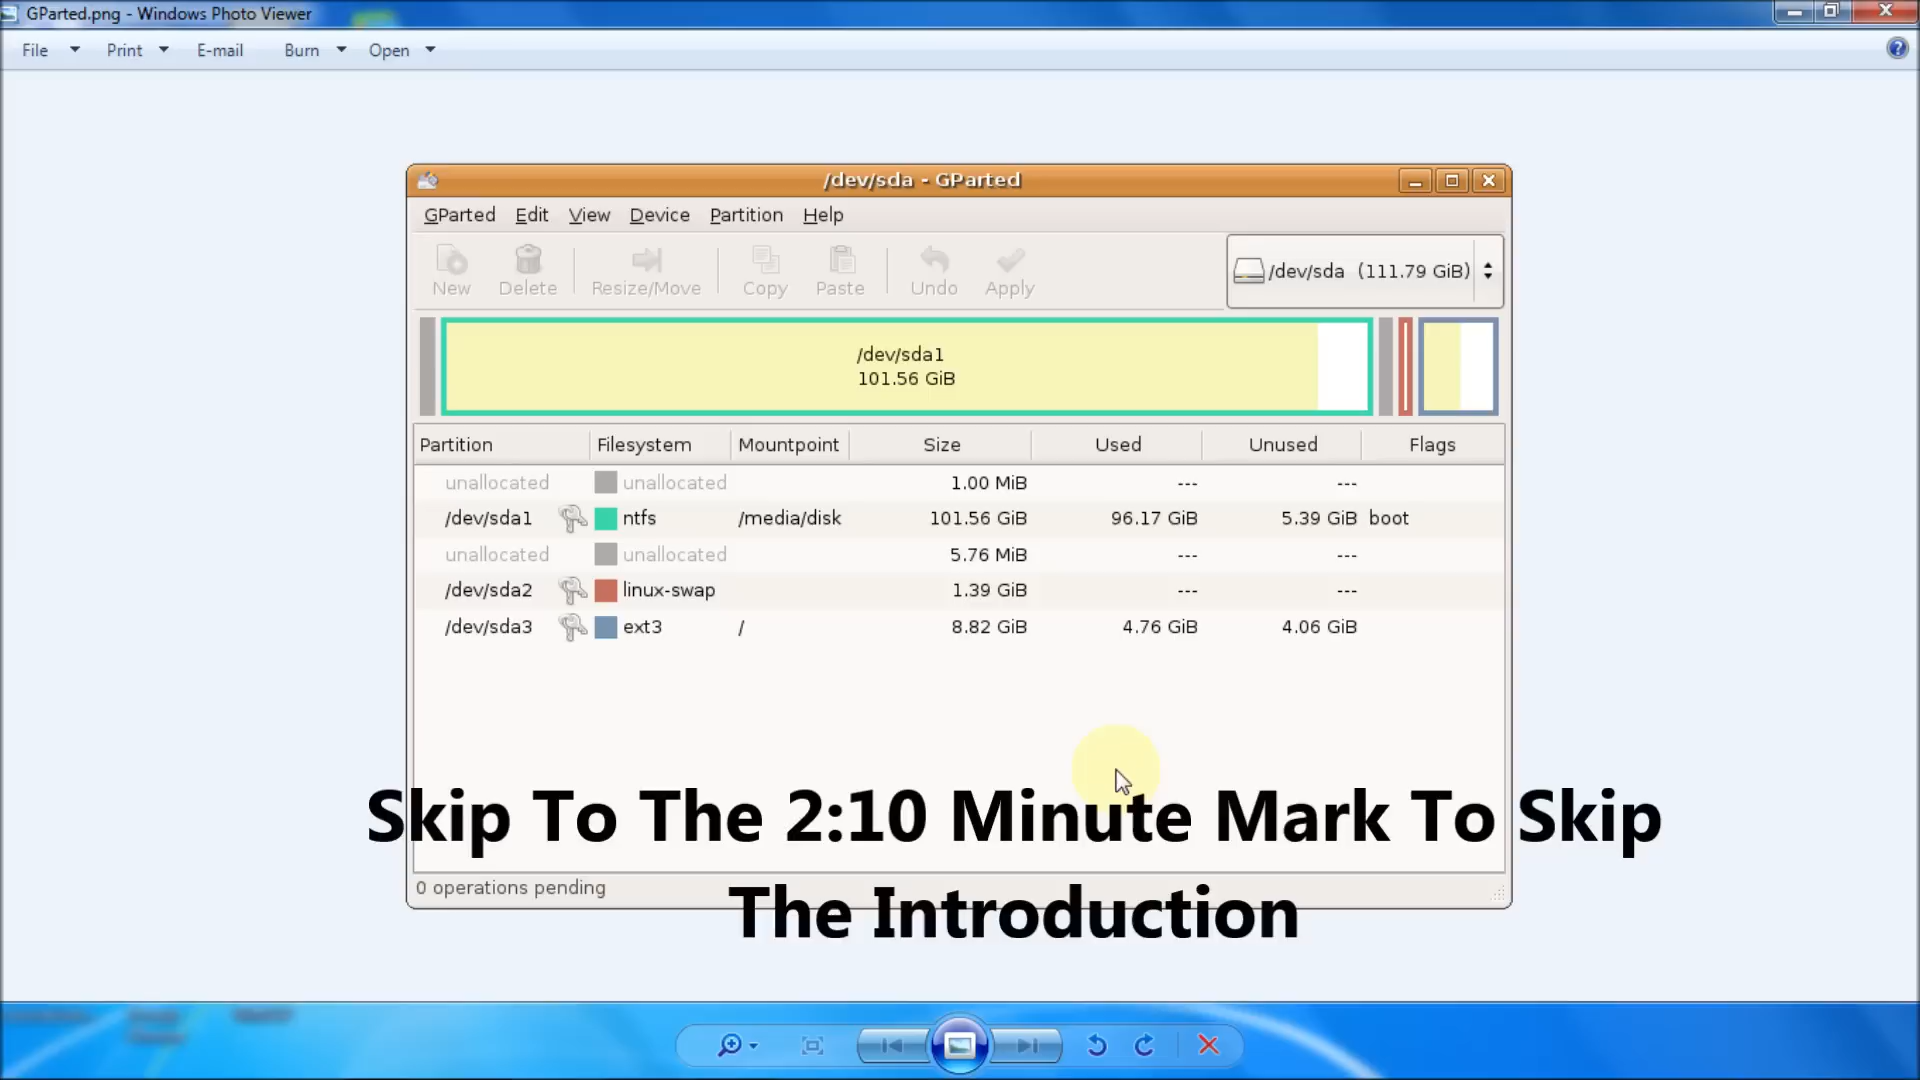 GParted.png - Windows Photo Viewer
File Print E-mail Burn Open
/dev/sda - GParted
GParted Edit View Device Partition Help
New Delete Resize/Move Copy Paste Undo Apply
/dev/sda (111.79 GiB)
/dev/sda1
101.56 GiB
Partition Filesystem Mountpoint Size Used Unused Flags
unallocated unallocated 1.00 MiB --- ---
/dev/sda1 ntfs /media/disk 101.56 GiB 96.17 GiB 5.39 GiB boot
unallocated unallocated 5.76 MiB --- ---
/dev/sda2 linux-swap 1.39 GiB --- ---
/dev/sda3 ext3 / 8.82 GiB 4.76 GiB 4.06 GiB
Skip To The 2:10 Minute Mark To Skip
0 operations pending
The Introduction